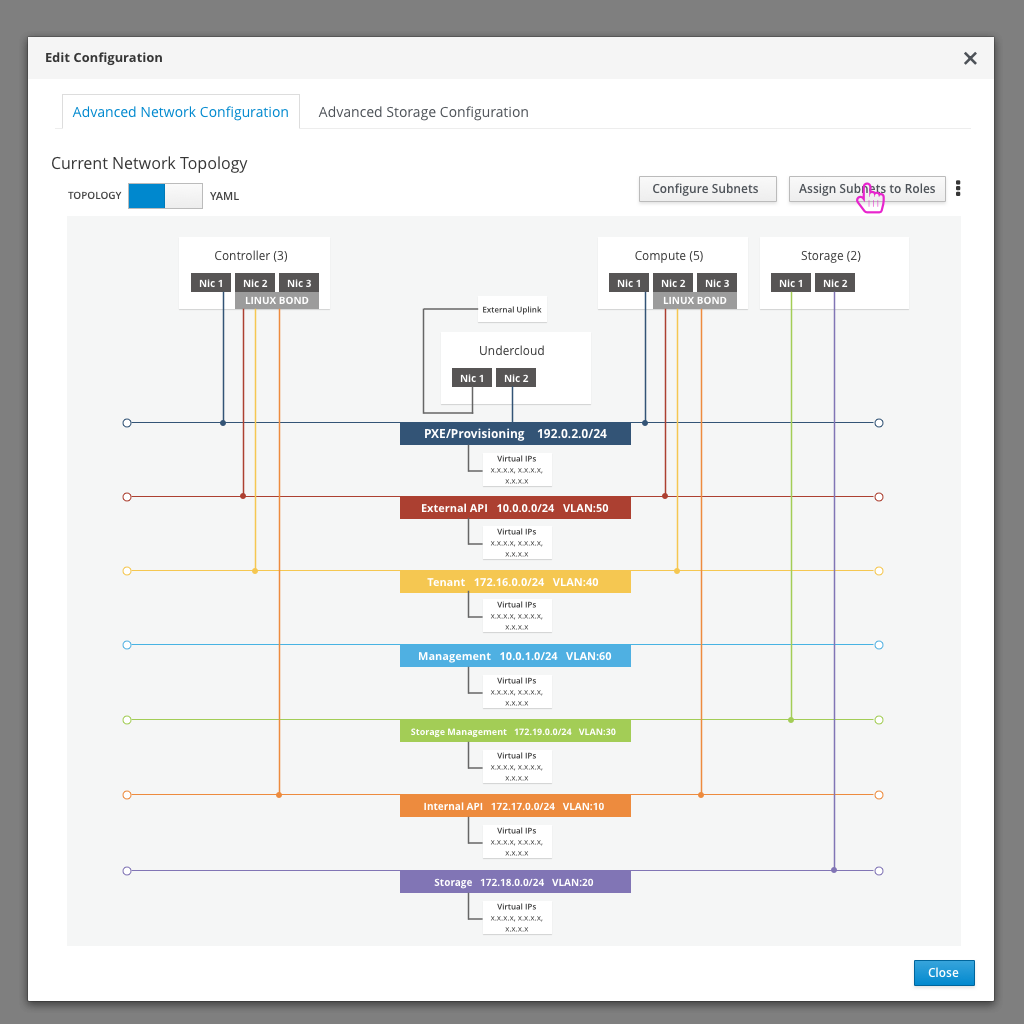 Edit Configuration
Advanced Network Configuration
Advanced Storage Configuration
Current Network Topology
TOPOLOGY
YAML
Configure Subnets
Assign Subnets to Roles
Controller (3)
Nic 1
Nic 2
Nic 3
LINUX BOND
Compute (5)
Nic 1
Nic 2
Nic 3
LINUX BOND
Storage (2)
Nic 1
Nic 2
External Uplink
Undercloud
Nic 1
Nic 2
PXE/Provisioning 192.0.2.0/24
Virtual IPs
x.x.x.x, x.x.x.x,
x.x.x.x
External API 10.0.0.0/24 VLAN:50
Virtual IPs
x.x.x.x, x.x.x.x,
x.x.x.x
Tenant 172.16.0.0/24 VLAN:40
Virtual IPs
x.x.x.x, x.x.x.x,
x.x.x.x
Management 10.0.1.0/24 VLAN:60
Virtual IPs
x.x.x.x, x.x.x.x,
x.x.x.x
Storage Management 172.19.0.0/24 VLAN:30
Virtual IPs
x.x.x.x, x.x.x.x,
x.x.x.x
Internal API 172.17.0.0/24 VLAN:10
Virtual IPs
x.x.x.x, x.x.x.x,
x.x.x.x
Storage 172.18.0.0/24 VLAN:20
Virtual IPs
x.x.x.x, x.x.x.x,
x.x.x.x
Close